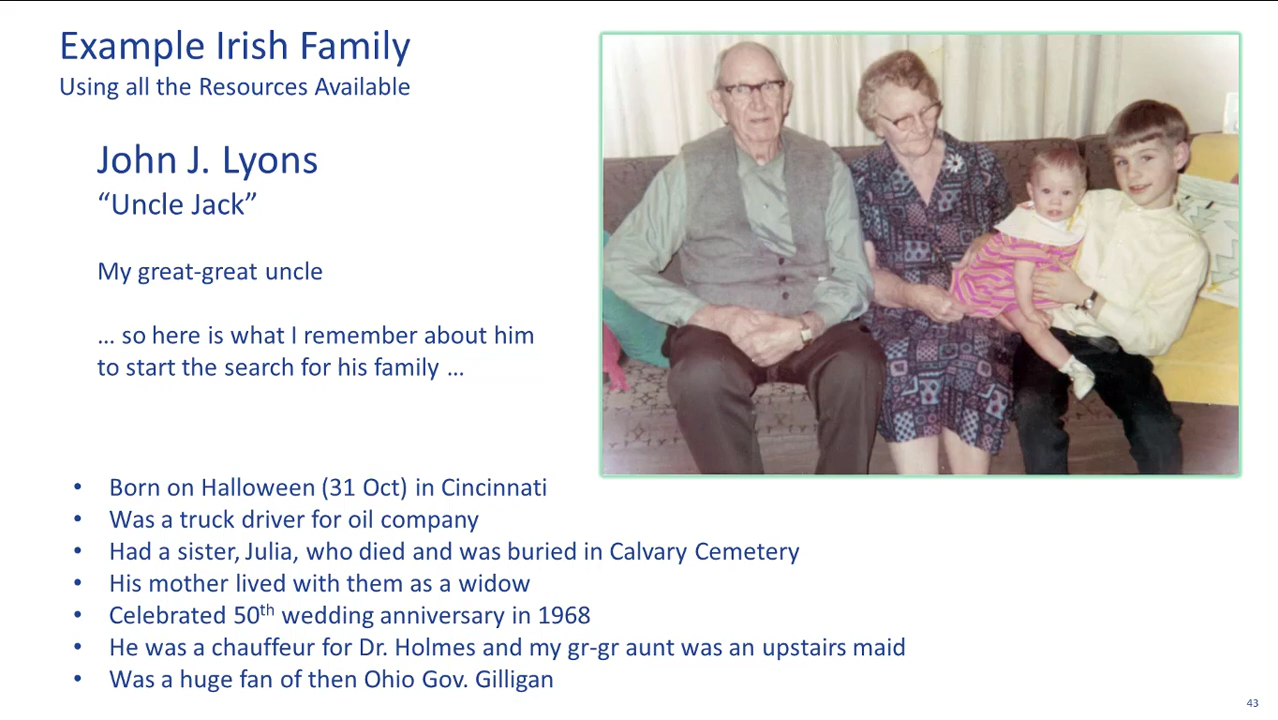 Example Irish Family
Using all the Resources Available
John J. Lyons
“Uncle Jack”
My great-great uncle
... so here is what I remember about him
to start the search for his family ...
• Born on Halloween (31 Oct) in Cincinnati
• Was a truck driver for oil company
• Had a sister, Julia, who died and was buried in Calvary Cemetery
• His mother lived with them as a widow
• Celebrated 50th wedding anniversary in 1968
• He was a chauffeur for Dr. Holmes and my gr-gr aunt was an upstairs maid
• Was a huge fan of then Ohio Gov. Gilligan
43